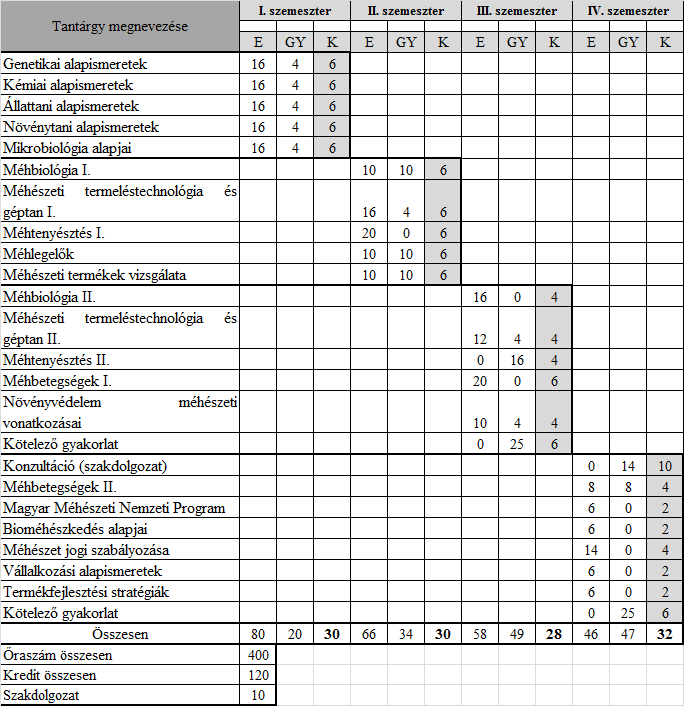 Tantárgy megnevezése I. szemeszter II. szemeszter III. szemeszter IV. szemeszter
E GY K E GY K E GY K E GY K
Genetikai alapismeretek 16 4 6
Kémiai alapismeretek 16 4 6
Állattani alapismeretek 16 4 6
Növénytani alapismeretek 16 4 6
Mikrobiológia alapjai 16 4 6
Méhbiológia I. 10 10 6
Méhészeti termeléstechnológia és
géptan I. 16 4 6
Méhtenyésztés I. 20 0 6
Méhlegelők 10 10 6
Méhészeti termékek vizsgálata 10 10 6
Méhbiológia II. 16 0 4
Méhészeti termeléstechnológia és
géptan II. 12 4 4
Méhtenyésztés II. 0 16 4
Méhbetegségek I. 20 0 6
Növényvédelem méhészeti
vonatkozásai 10 4 4
Kötelező gyakorlat 0 25 6
Konzultáció (szakdolgozat) 0 14 10
Méhbetegségek II. 8 8 4
Magyar Méhészeti Nemzeti Program 6 0 2
Bioméhészkedés alapjai 6 0 2
Méhészet jogi szabályozása 14 0 4
Vállalkozási alapismeretek 6 0 2
Termékfejlesztési stratégiák 6 0 2
Kötelező gyakorlat 0 25 6
Összesen 80 20 30 66 34 30 58 49 28 46 47 32
Óraszám összesen 400
Kredit összesen 120
Szakdolgozat 10